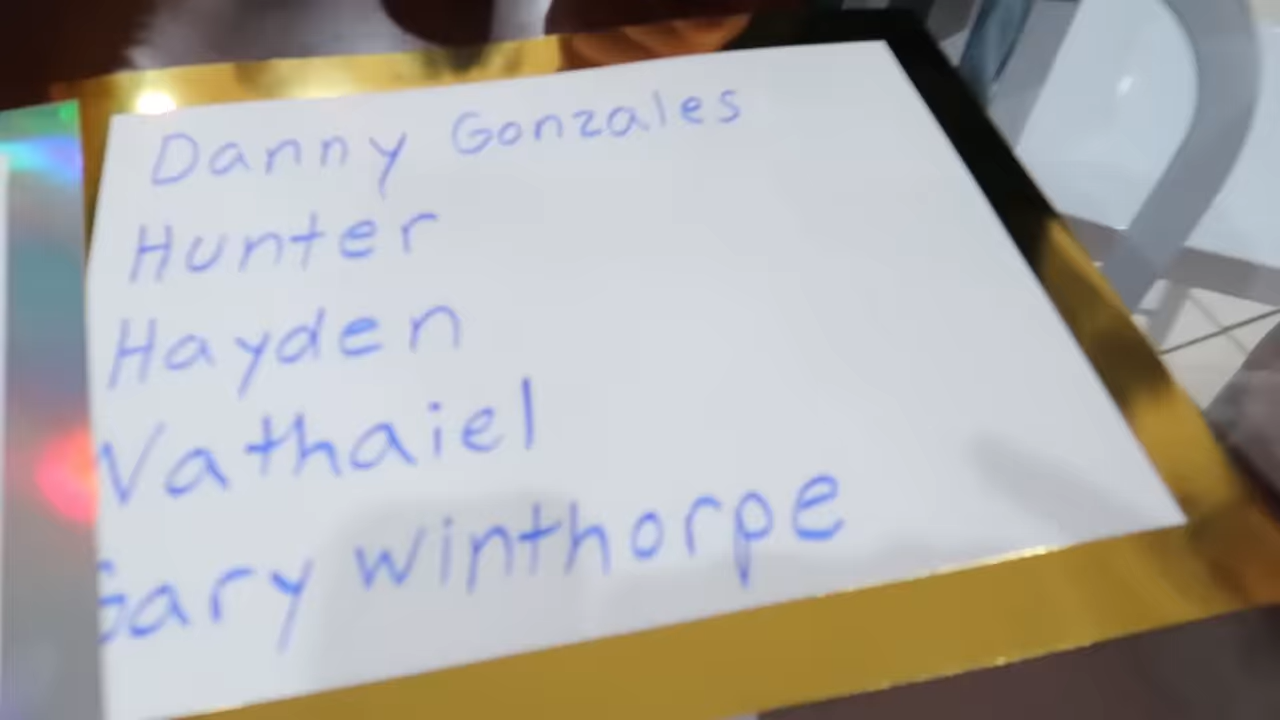 Danny Gonzales
Hunter
Hayden
Vathaiel
Gary winthorpe